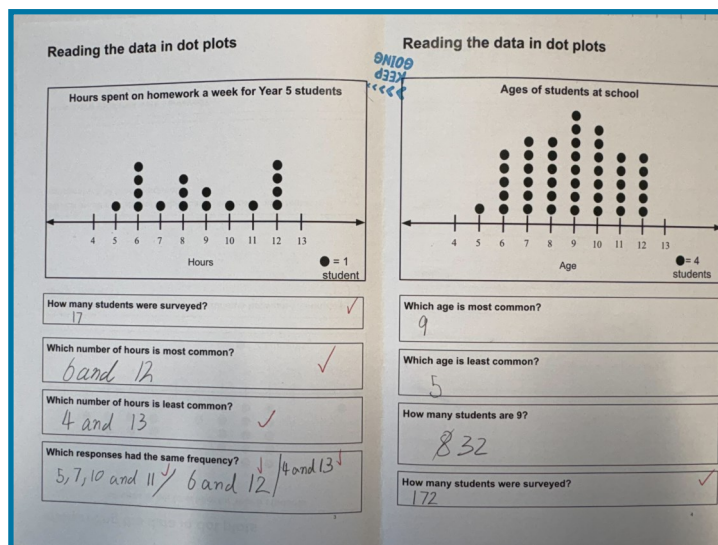 Reading the data in dot plots
Hours spent on homework a week for Year 5 students
4 5 6 7 8 9 10 11 12 13
Hours
= 1
student
How many students were surveyed?
17
Which number of hours is most common?
6 and 12
Which number of hours is least common?
4 and 13
Which responses had the same frequency?
5, 7, 10 and 11 / 6 and 12 / 4 and 13
KEEP
GOING
Reading the data in dot plots
Ages of students at school
4 5 6 7 8 9 10 11 12 13
Age
= 4
students
Which age is most common?
9
Which age is least common?
5
How many students are 9?
32
How many students were surveyed?
172